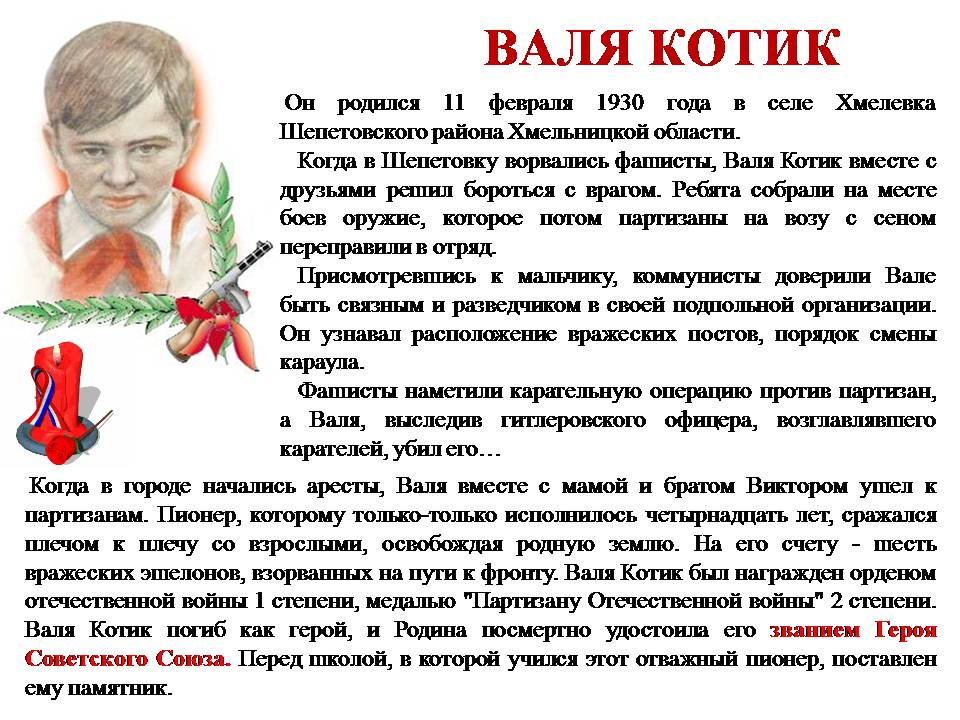 ВАЛЯ КОТИК
Он родился 11 февраля 1930 года в селе Хмелевка
Шепетовского района Хмельницкой области.
Когда в Шепетовку ворвались фашисты, Валя Котик вместе с
друзьями решил бороться с врагом. Ребята собрали на месте
боев оружие, которое потом партизаны на возу с сеном
переправили в отряд.
Присмотревшись к мальчику, коммунисты доверили Вале
быть связным и разведчиком в своей подпольной организации.
Он узнавал расположение вражеских постов, порядок смены
караула.
Фашисты наметили карательную операцию против партизан,
а Валя, выследив гитлеровского офицера, возглавлявшего
карателей, убил его…
Когда в городе начались аресты, Валя вместе с мамой и братом Виктором ушел к
партизанам. Пионер, которому только-только исполнилось четырнадцать лет, сражался
плечом к плечу со взрослыми, освобождая родную землю. На его счету - шесть
вражеских эшелонов, взорванных на пути к фронту. Валя Котик был награжден орденом
отечественной войны 1 степени, медалью "Партизану Отечественной войны" 2 степени.
Валя Котик погиб как герой, и Родина посмертно удостоила его званием Героя
Советского Союза. Перед школой, в которой учился этот отважный пионер, поставлен
ему памятник.